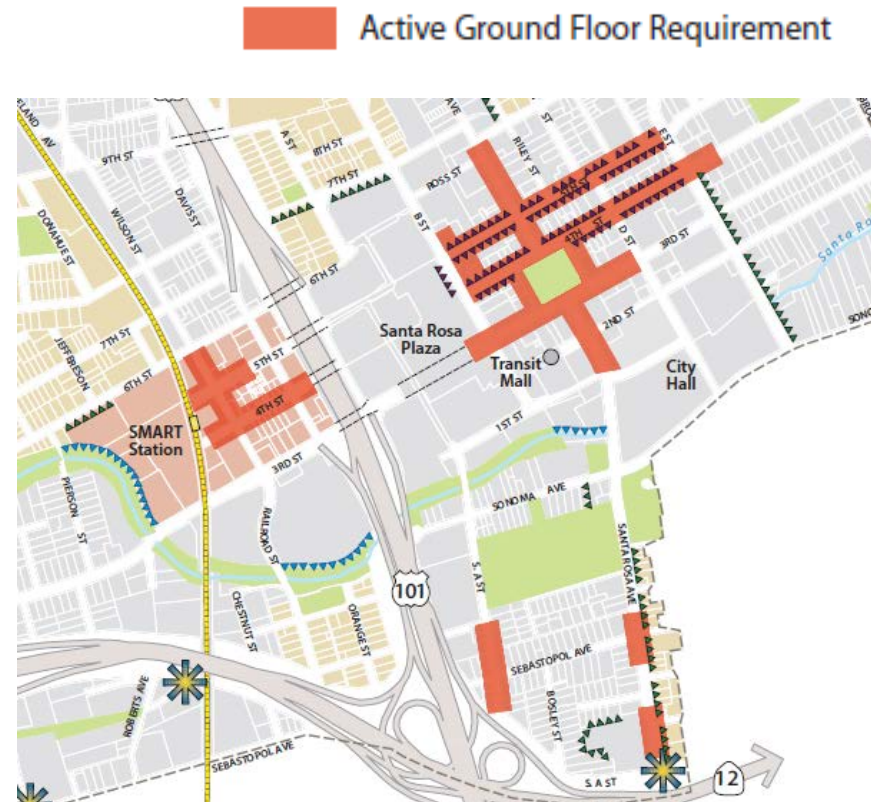 Active Ground Floor Requirement
9TH ST
DAVIS ST
WILSON ST
DONAHUE ST
A ST
8TH ST
7TH ST
AVE
ROSS ST
RILEY ST
E ST
B ST
5TH ST
4TH ST
D ST
3RD ST
6TH ST
2ND ST
Santa Rosa
Plaza
Transit
Mall
City
Hall
JEFFERESON
7TH ST
6TH ST
5TH ST
4TH ST
SMART
Station
3RD ST
1ST ST
PIERSON ST
RAILROAD ST
SONOMA AVE
SANTA ROSA AVE
S. A ST
101
CHESTNUT ST
ORANGE ST
SEBASTOPOL AVE
BOSLEY ST
ROBERTS AVE
SEBASTOPOL AVE
S. A ST
12